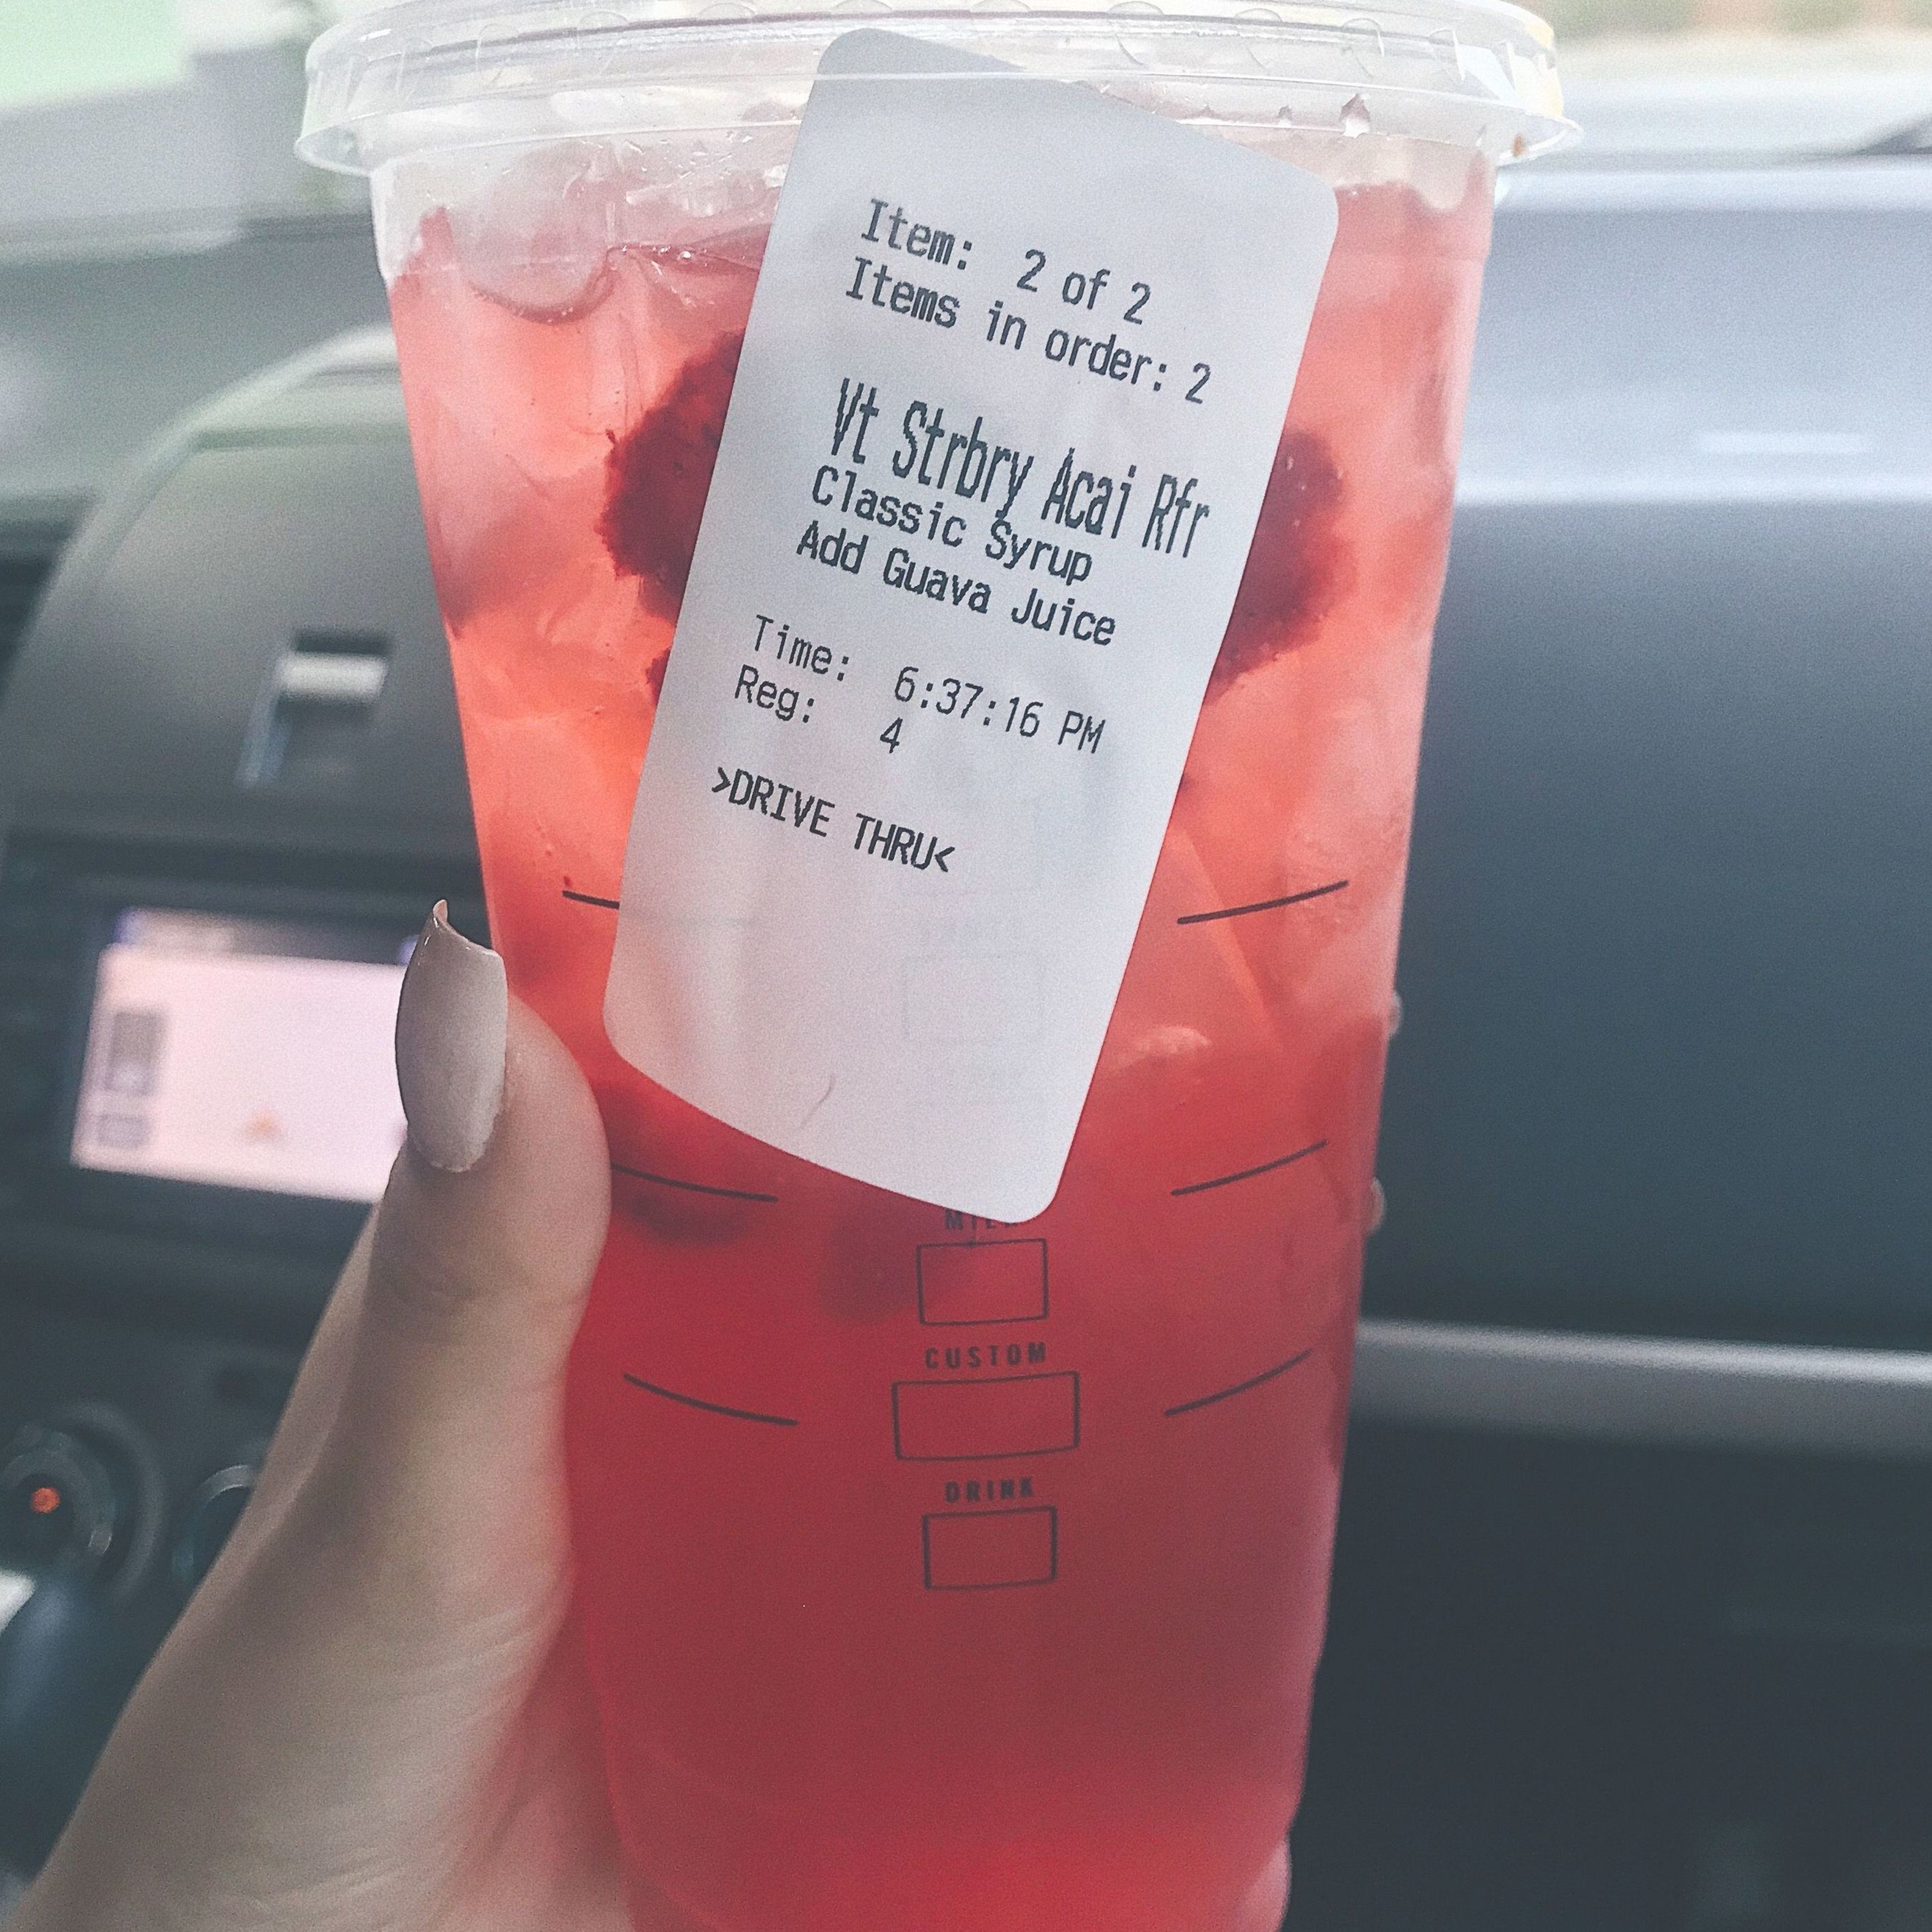 Item: 2 of 2
Items in order: 2
Vt Strbry Acai Rfr
Classic Syrup
Add Guava Juice
Time: 6:37:16 PM
Reg: 4
>DRIVE THRU<
MILK
CUSTOM
DRINK